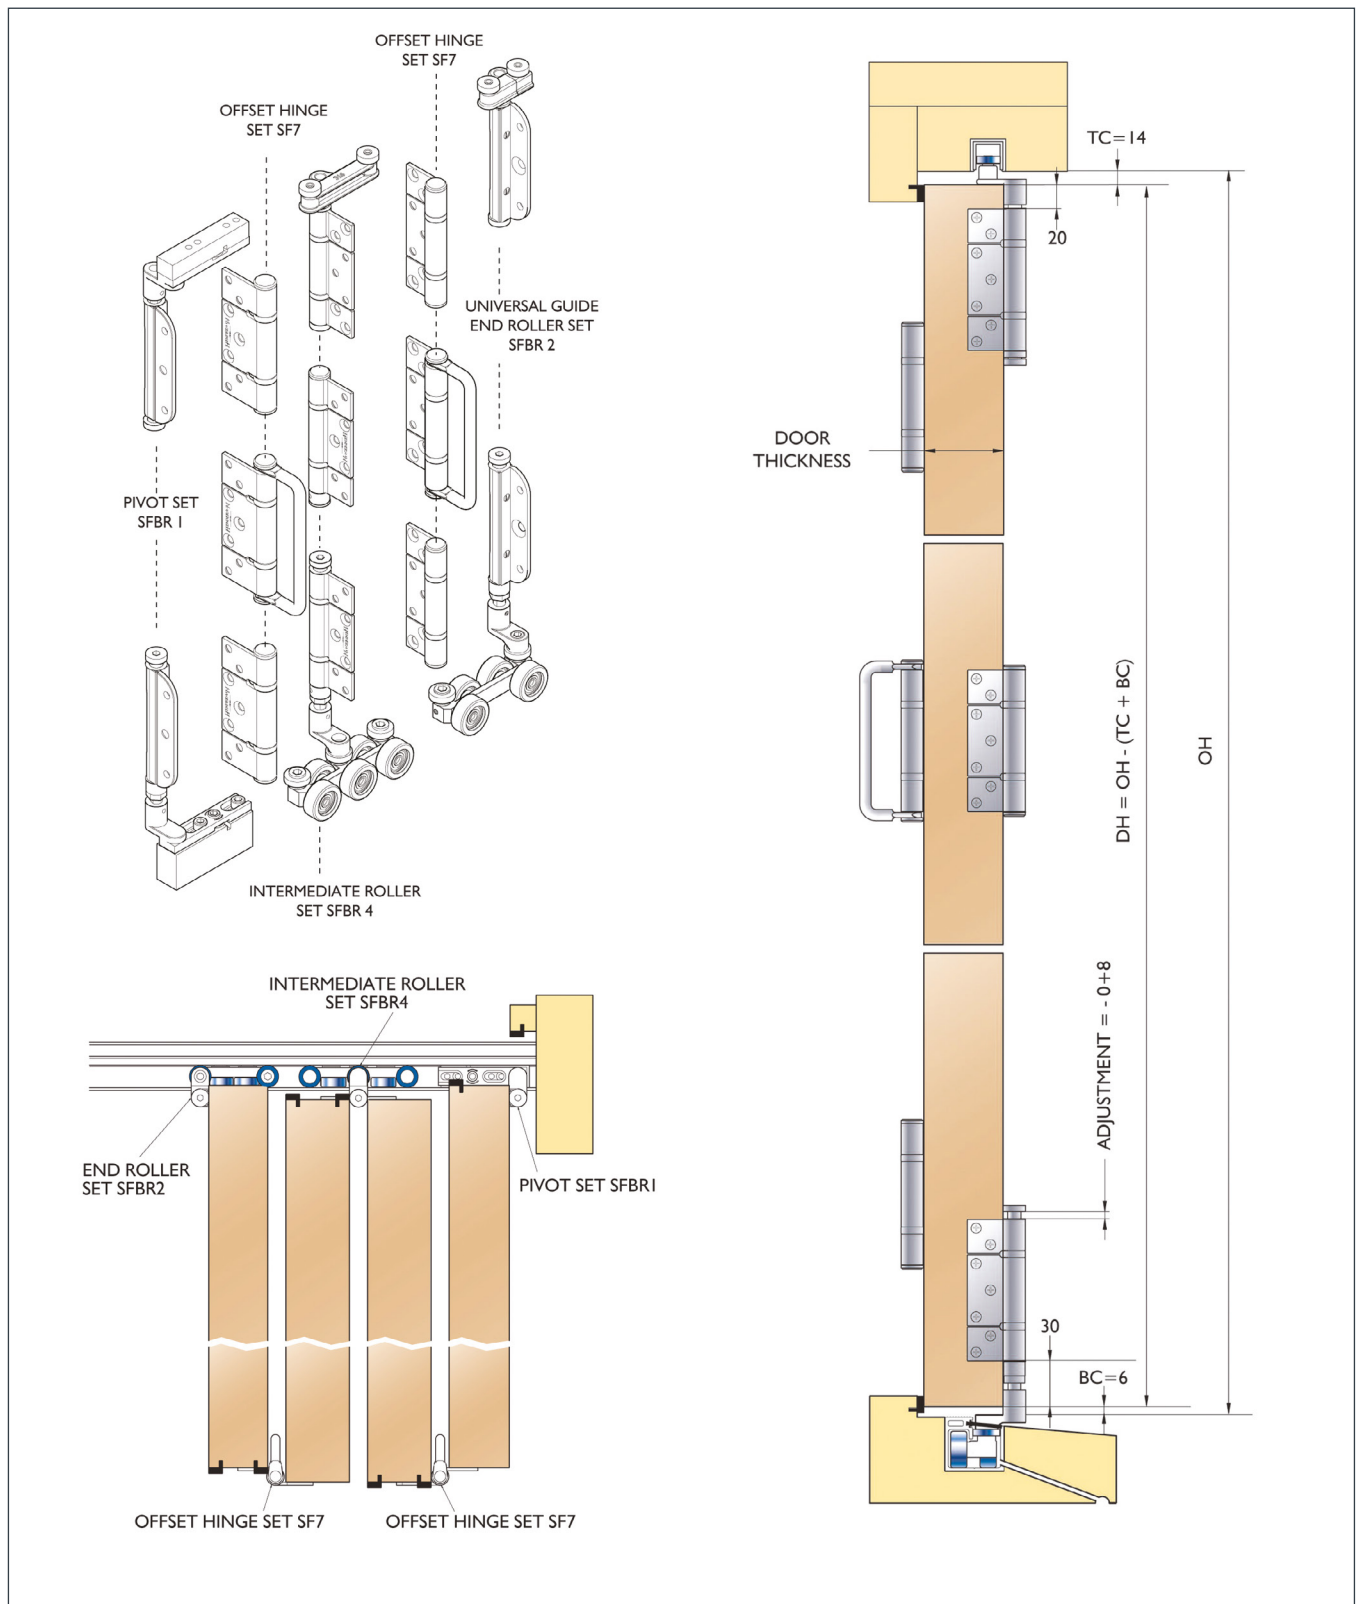 OFFSET HINGE
SET SF7
OFFSET HINGE
SET SF7
UNIVERSAL GUIDE
END ROLLER SET
SFBR 2
PIVOT SET
SFBR 1
INTERMEDIATE ROLLER
SET SFBR 4
INTERMEDIATE ROLLER
SET SFBR4
END ROLLER
SET SFBR2
PIVOT SET SFBR1
OFFSET HINGE SET SF7
OFFSET HINGE SET SF7
TC=14
20
DOOR
THICKNESS
DH = OH - (TC + BC)
OH
ADJUSTMENT = - 0+8
30
BC=6